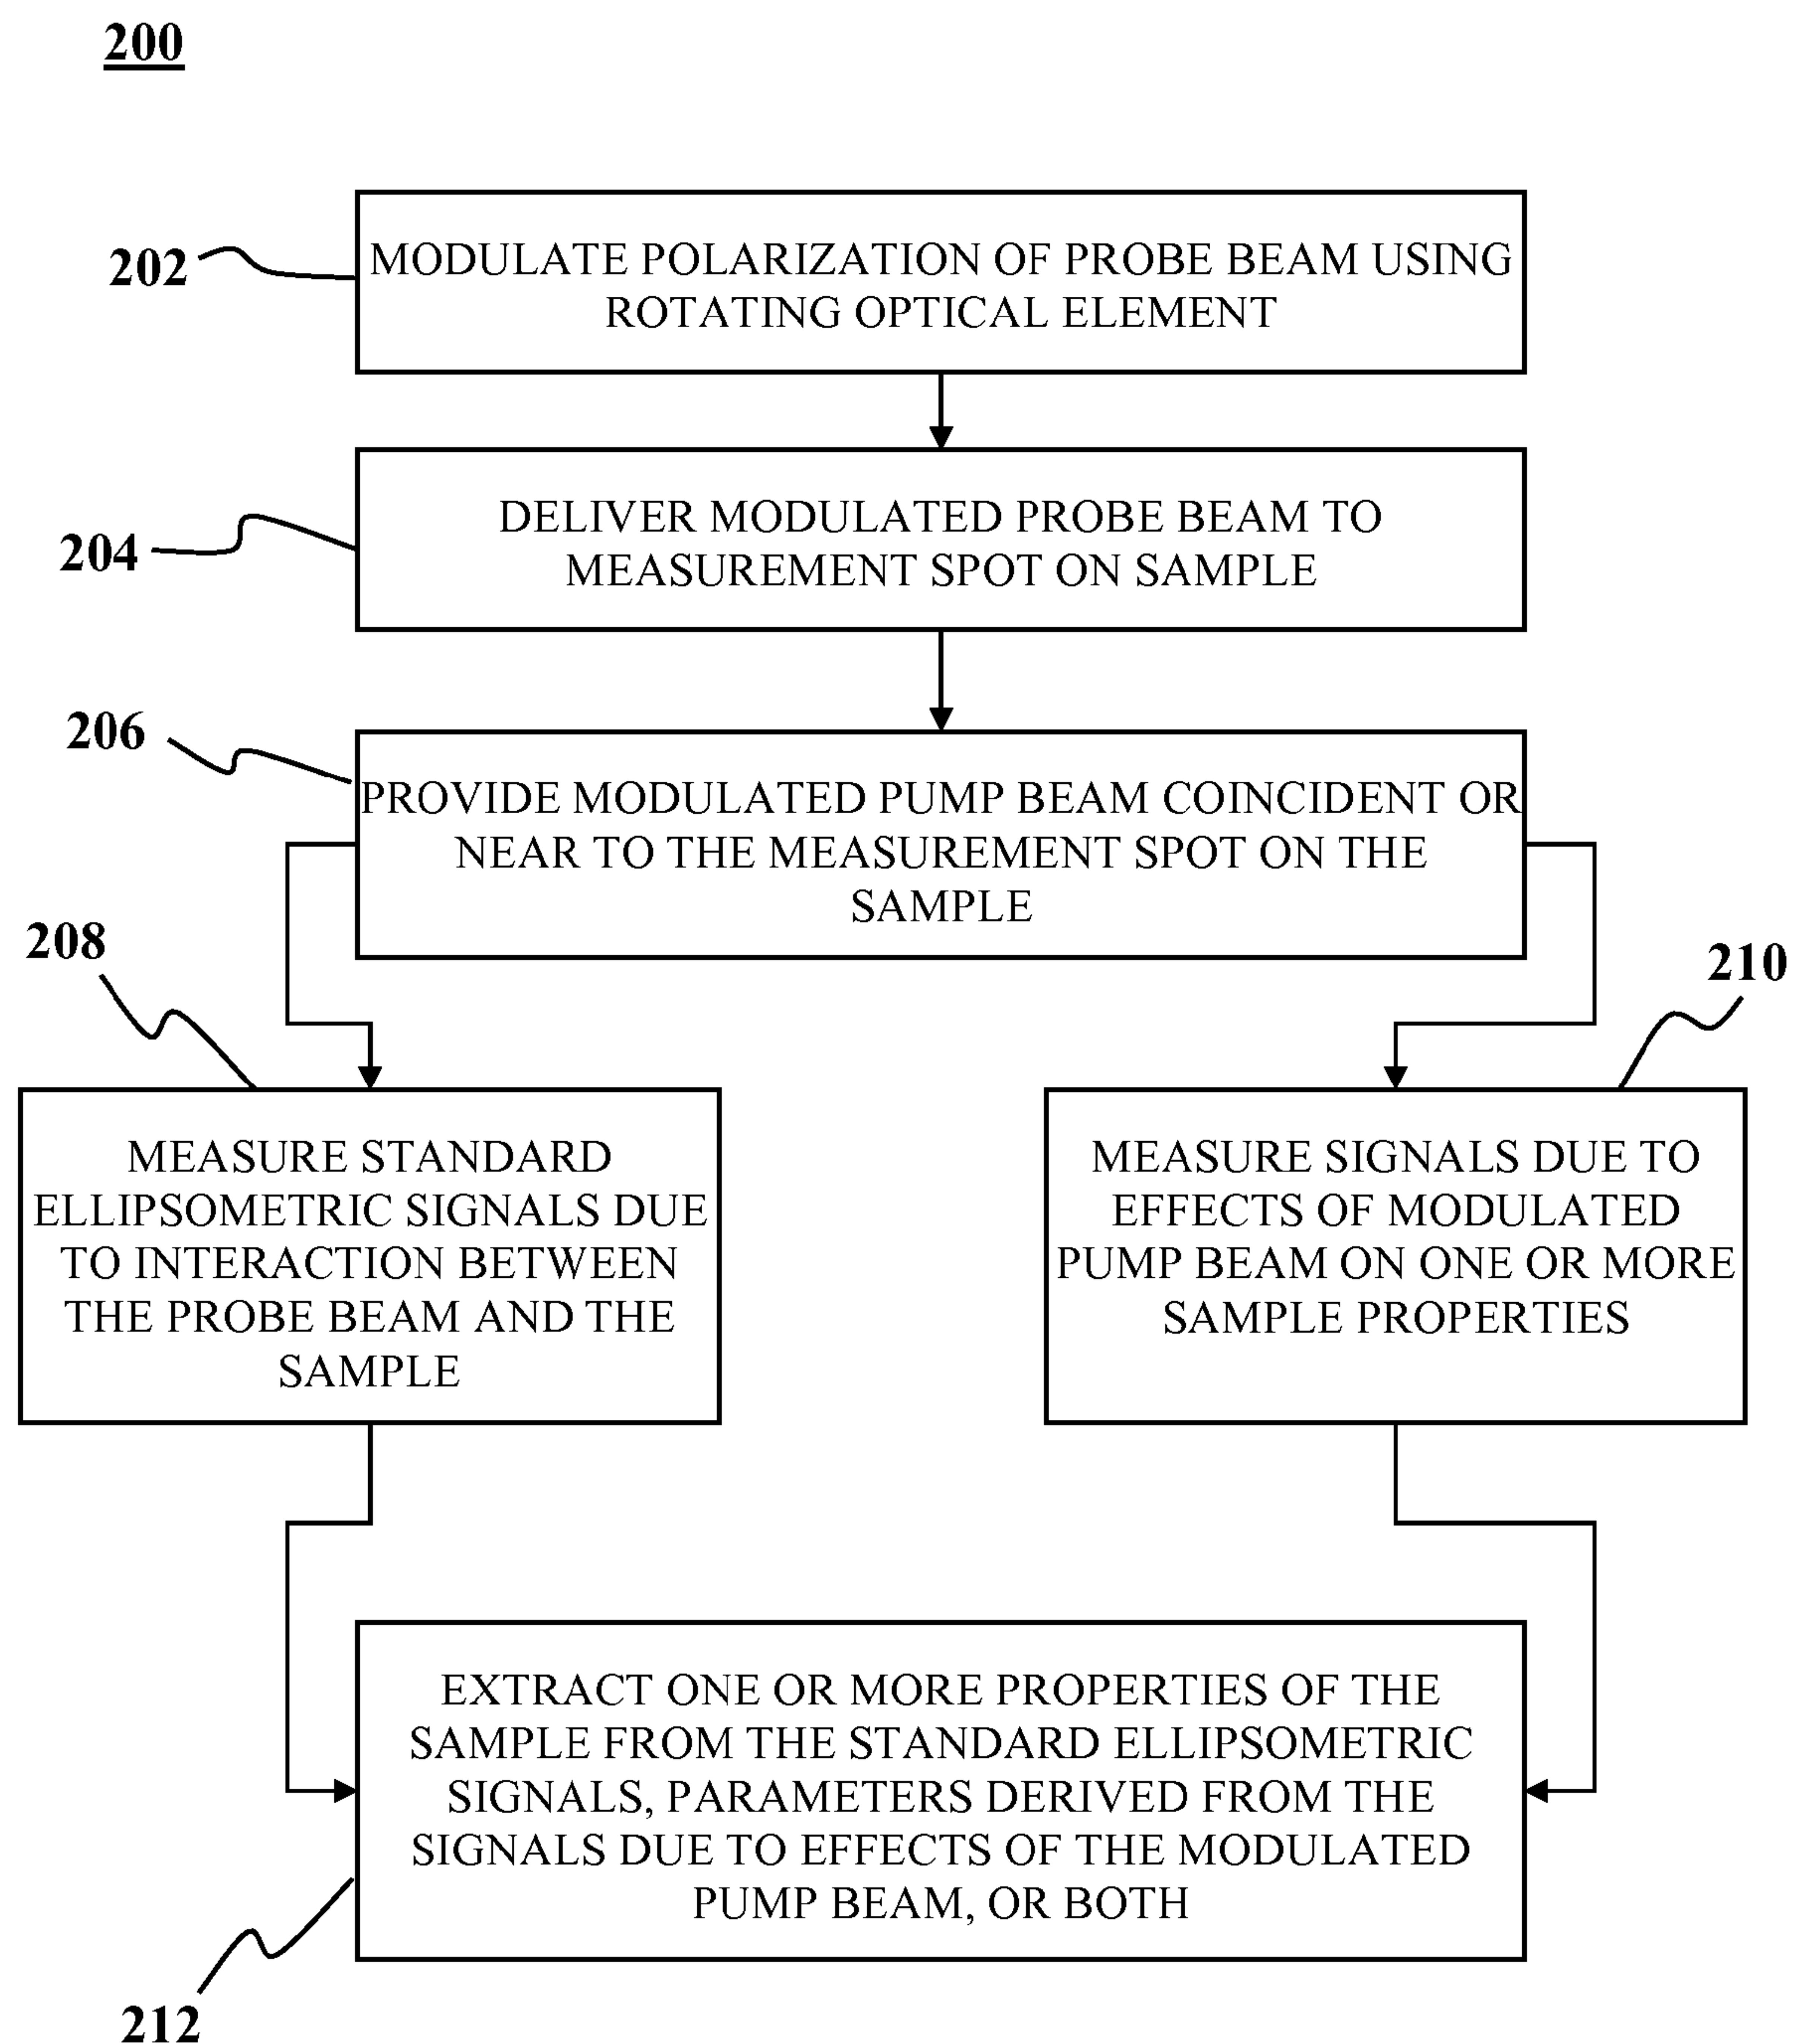 200
202
MODULATE POLARIZATION OF PROBE BEAM USING
ROTATING OPTICAL ELEMENT
204
DELIVER MODULATED PROBE BEAM TO
MEASUREMENT SPOT ON SAMPLE
206
PROVIDE MODULATED PUMP BEAM COINCIDENT OR
NEAR TO THE MEASUREMENT SPOT ON THE
SAMPLE
208
MEASURE STANDARD
ELLIPSOMETRIC SIGNALS DUE
TO INTERACTION BETWEEN
THE PROBE BEAM AND THE
SAMPLE
210
MEASURE SIGNALS DUE TO
EFFECTS OF MODULATED
PUMP BEAM ON ONE OR MORE
SAMPLE PROPERTIES
EXTRACT ONE OR MORE PROPERTIES OF THE
SAMPLE FROM THE STANDARD ELLIPSOMETRIC
SIGNALS, PARAMETERS DERIVED FROM THE
SIGNALS DUE TO EFFECTS OF THE MODULATED
PUMP BEAM, OR BOTH
212